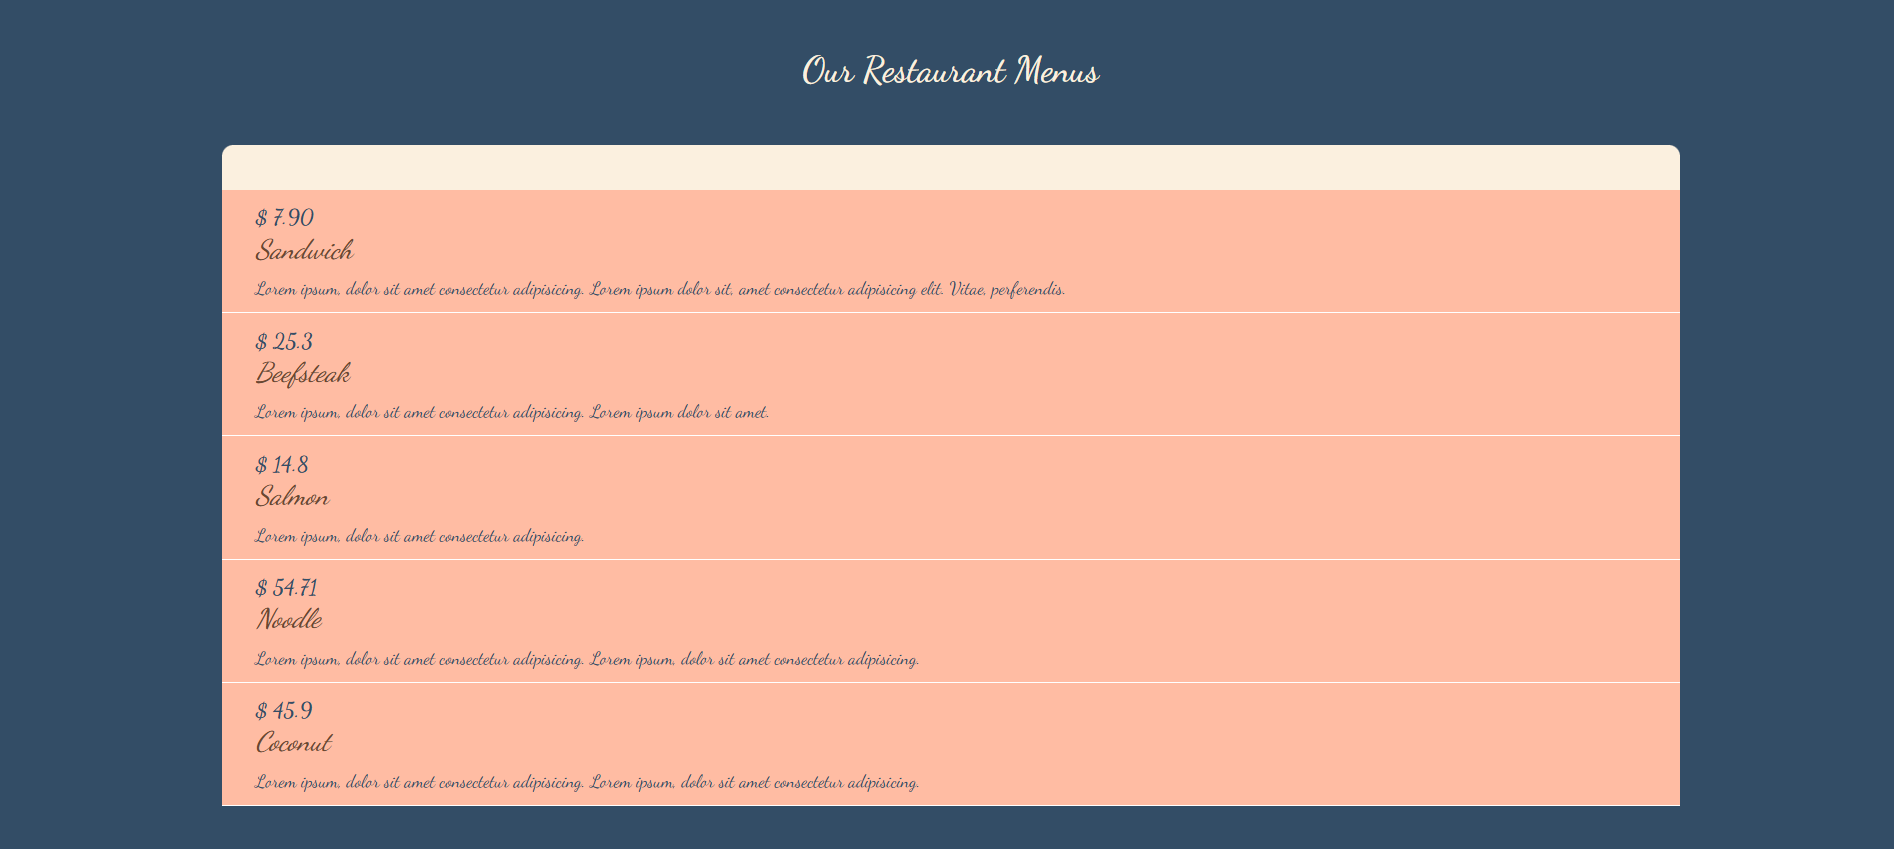 Our Restaurant Menus
$ 7.90
Sandwich
Lorem ipsum, dolor sit amet consectetur adipisicing. Lorem ipsum dolor sit, amet consectetur adipisicing elit. Vitae, perferendis.
$ 25.3
Beefsteak
Lorem ipsum, dolor sit amet consectetur adipisicing. Lorem ipsum dolor sit amet.
$ 14.8
Salmon
Lorem ipsum, dolor sit amet consectetur adipisicing.
$ 54.71
Noodle
Lorem ipsum, dolor sit amet consectetur adipisicing. Lorem ipsum, dolor sit amet consectetur adipisicing.
$ 45.9
Coconut
Lorem ipsum, dolor sit amet consectetur adipisicing. Lorem ipsum, dolor sit amet consectetur adipisicing.